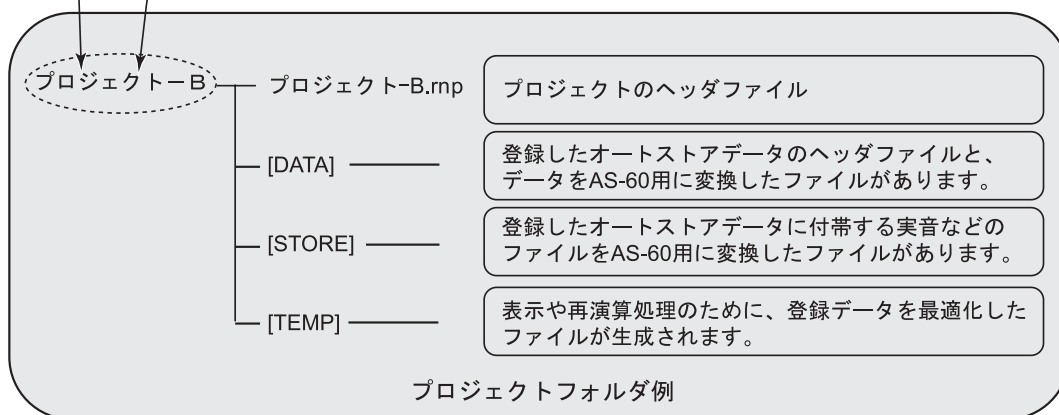 プロジェクトーB
プロジェクト-B.rnp
プロジェクトのヘッダファイル
[DATA]
登録したオートストアデータのヘッダファイルと、
データをAS-60用に変換したファイルがあります。
[STORE]
登録したオートストアデータに付帯する実音などの
ファイルをAS-60用に変換したファイルがあります。
[TEMP]
表示や再演算処理のために、登録データを最適化した
ファイルが生成されます。
プロジェクトフォルダ例